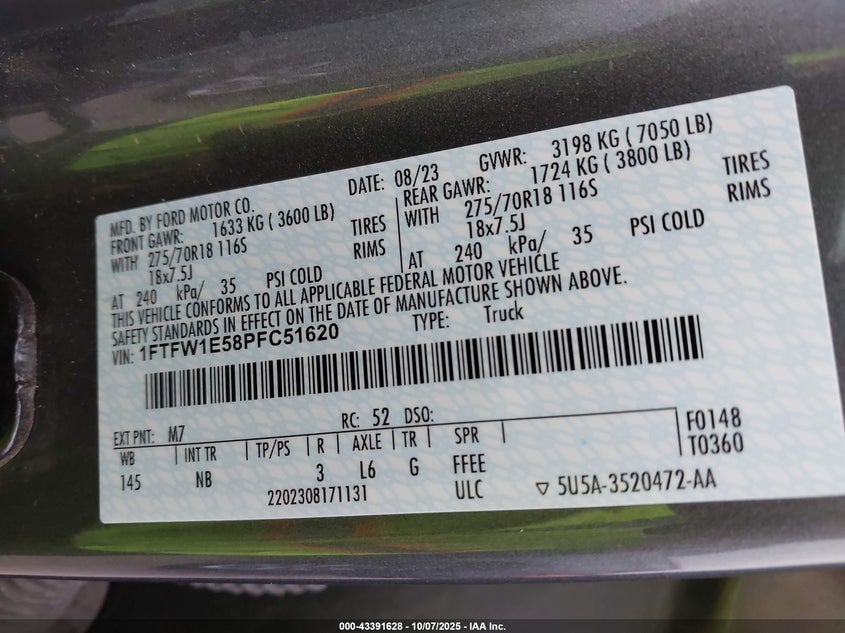 MFD. BY FORD MOTOR CO.
DATE: 08/23
GVWR: 3198 KG ( 7050 LB)
FRONT GAWR: 1633 KG ( 3600 LB)
WITH 275/70R18 116S TIRES
18x7.5J RIMS
AT 240 kPa/ 35 PSI COLD
REAR GAWR: 1724 KG ( 3800 LB)
WITH 275/70R18 116S TIRES
18x7.5J RIMS
AT 240 kPa/ 35 PSI COLD
THIS VEHICLE CONFORMS TO ALL APPLICABLE FEDERAL MOTOR VEHICLE
SAFETY STANDARDS IN EFFECT ON THE DATE OF MANUFACTURE SHOWN ABOVE.
VIN: 1FTFW1E58PFC51620
TYPE: Truck
EXT PNT: M7 RC: 52 DSO:
WB INT TR TP/PS R AXLE TR SPR
145 NB 3 L6 G FFEE
2202308171131 ULC
F0148
T0360
▽ 5U5A-3520472-AA
000-43391628 - 10/07/2025 - IAA Inc.